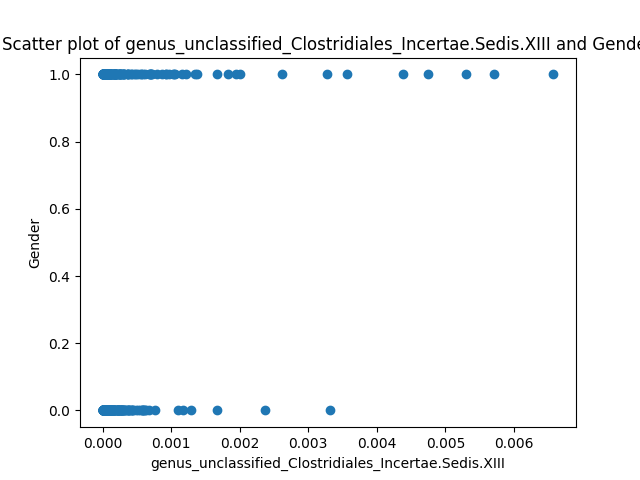 Scatter plot of genus_unclassified_Clostridiales_Incertae.Sedis.XIII and Gende
1.0
0.8
0.6
0.4
0.2
0.0
Gender
0.000 0.001 0.002 0.003 0.004 0.005 0.006
genus_unclassified_Clostridiales_Incertae.Sedis.XIII